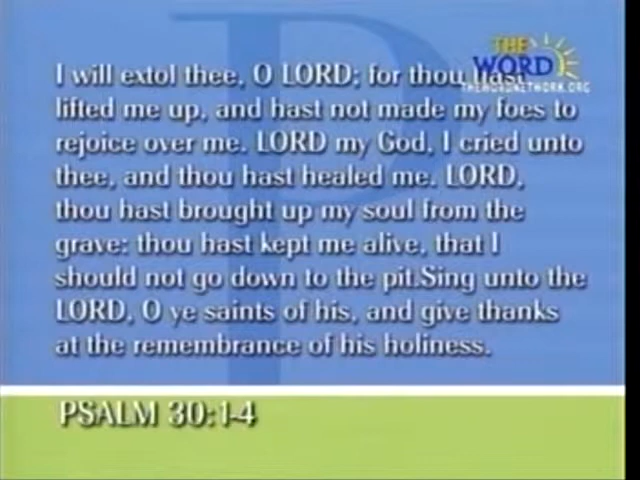 THE
WORD
THEWORDNETWORK.ORG
I will extol thee, O LORD; for thou hast
lifted me up, and hast not made my foes to
rejoice over me. LORD my God, I cried unto
thee, and thou hast healed me. LORD,
thou hast brought up my soul from the
grave: thou hast kept me alive, that I
should not go down to the pit.Sing unto the
LORD, O ye saints of his, and give thanks
at the remembrance of his holiness.
PSALM 30:1-4